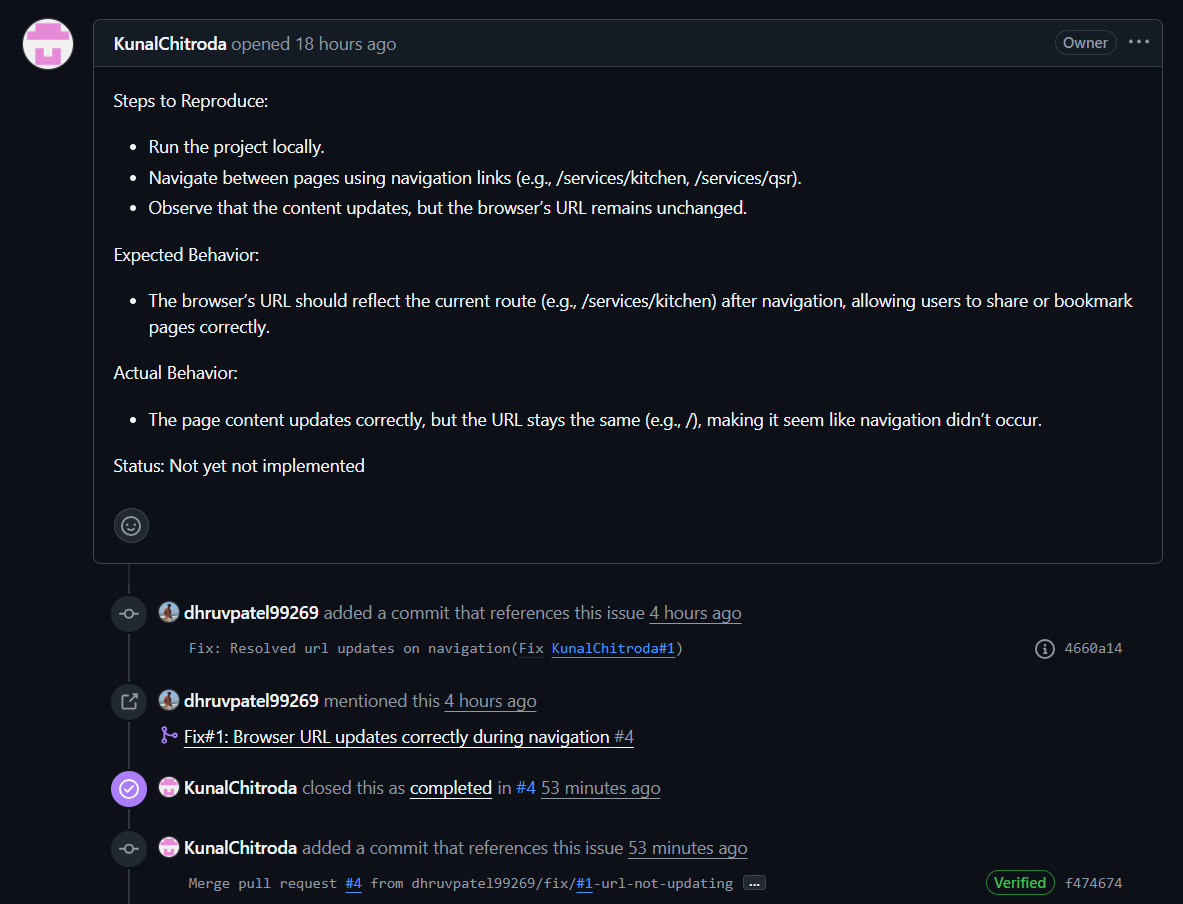 KunalChitroda opened 18 hours ago Owner
Steps to Reproduce:
• Run the project locally.
• Navigate between pages using navigation links (e.g., /services/kitchen, /services/qsr).
• Observe that the content updates, but the browser’s URL remains unchanged.
Expected Behavior:
• The browser’s URL should reflect the current route (e.g., /services/kitchen) after navigation, allowing users to share or bookmark
pages correctly.
Actual Behavior:
• The page content updates correctly, but the URL stays the same (e.g., /), making it seem like navigation didn’t occur.
Status: Not yet not implemented
dhruvpatel99269 added a commit that references this issue 4 hours ago
Fix: Resolved url updates on navigation(Fix KunalChitroda#1) 4660a14
dhruvpatel99269 mentioned this 4 hours ago
Fix#1: Browser URL updates correctly during navigation #4
KunalChitroda closed this as completed in #4 53 minutes ago
KunalChitroda added a commit that references this issue 53 minutes ago
Merge pull request #4 from dhruvpatel99269/fix/#1-url-not-updating ... Verified f474674